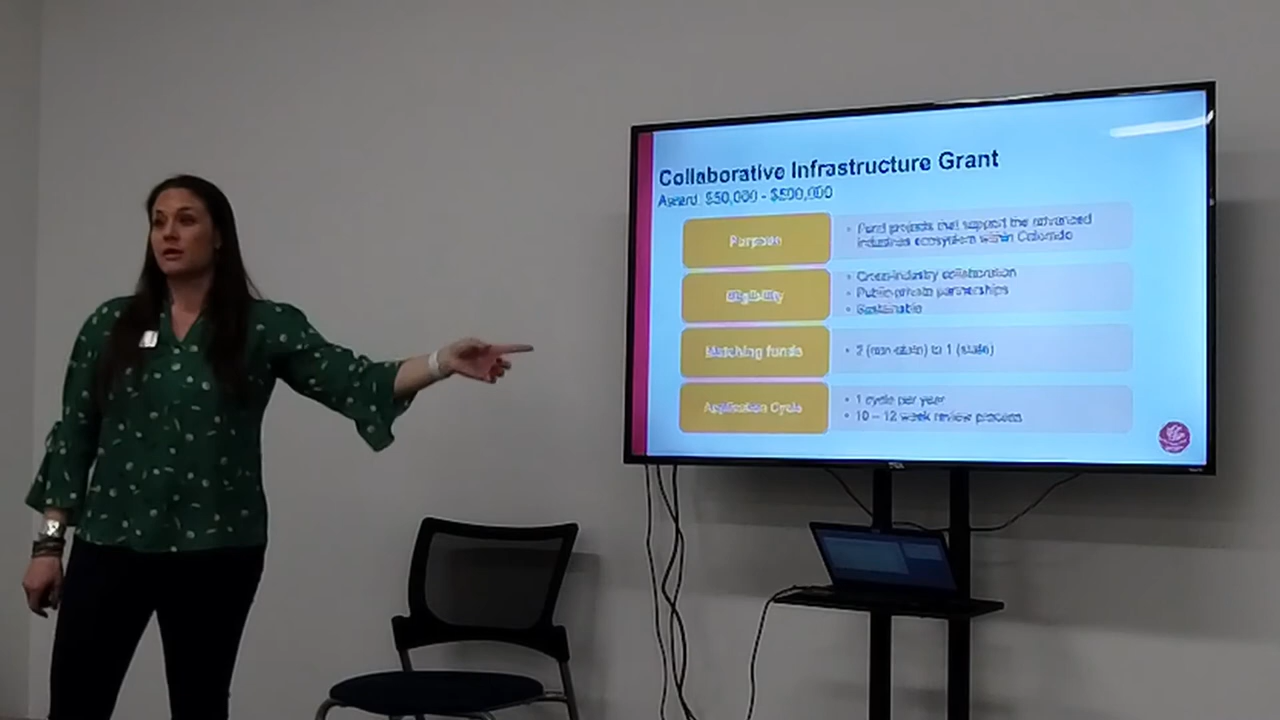 Collaborative Infrastructure Grant
Award: $50,000 - $500,000
Purpose
• Fund projects that support the advanced
industries ecosystem within Colorado
Eligibility
• Cross-industry collaboration
• Public-private partnerships
• Sustainable
Matching funds
• 2 (non-state) to 1 (state)
Application Cycle
• 1 cycle per year
• 10 – 12 week review process
TCL